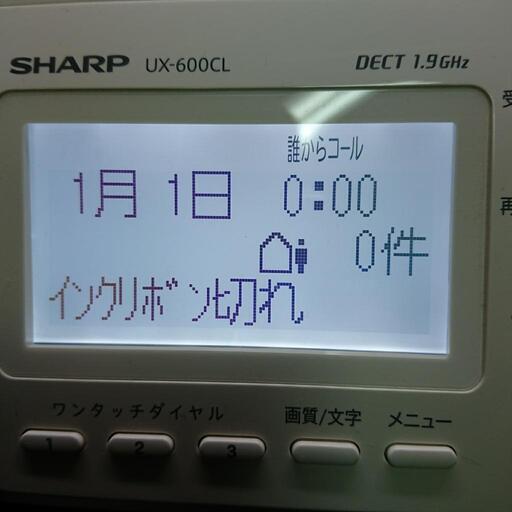 SHARP UX-600CL DECT 1.9GHz
誰からコール
1月 1日 0:00
0件
インクリボン切れ
ワンタッチダイヤル 画質/文字 メニュー
1 2 3
受
再